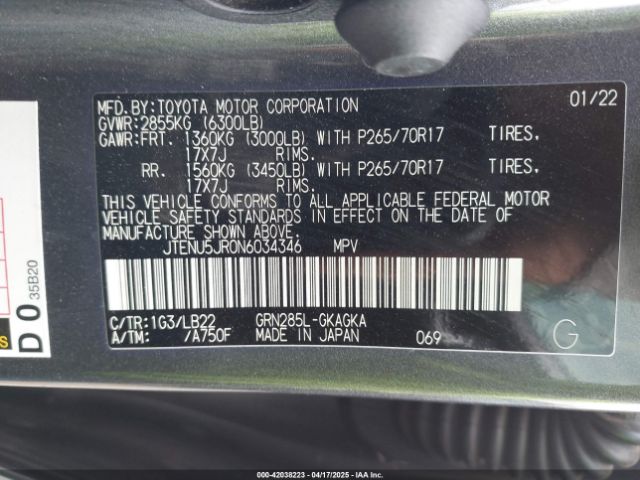 MFD.BY:TOYOTA MOTOR CORPORATION 01/22
GVWR:2855KG (6300LB)
GAWR:FRT. 1360KG (3000LB) WITH P265/70R17 TIRES,
17X7J RIMS.
RR. 1560KG (3450LB) WITH P265/70R17 TIRES,
17X7J RIMS.
THIS VEHICLE CONFORMS TO ALL APPLICABLE FEDERAL MOTOR
VEHICLE SAFETY STANDARDS IN EFFECT ON THE DATE OF
MANUFACTURE SHOWN ABOVE.
JTENU5JR0N6034346 MPV
C/TR:1G3/LB22 GRN285L-GKAGKA
A/TM: /A750F MADE IN JAPAN 069
G
D 0
35B20
S
000-42038223 - 04/17/2025 - IAAI.com